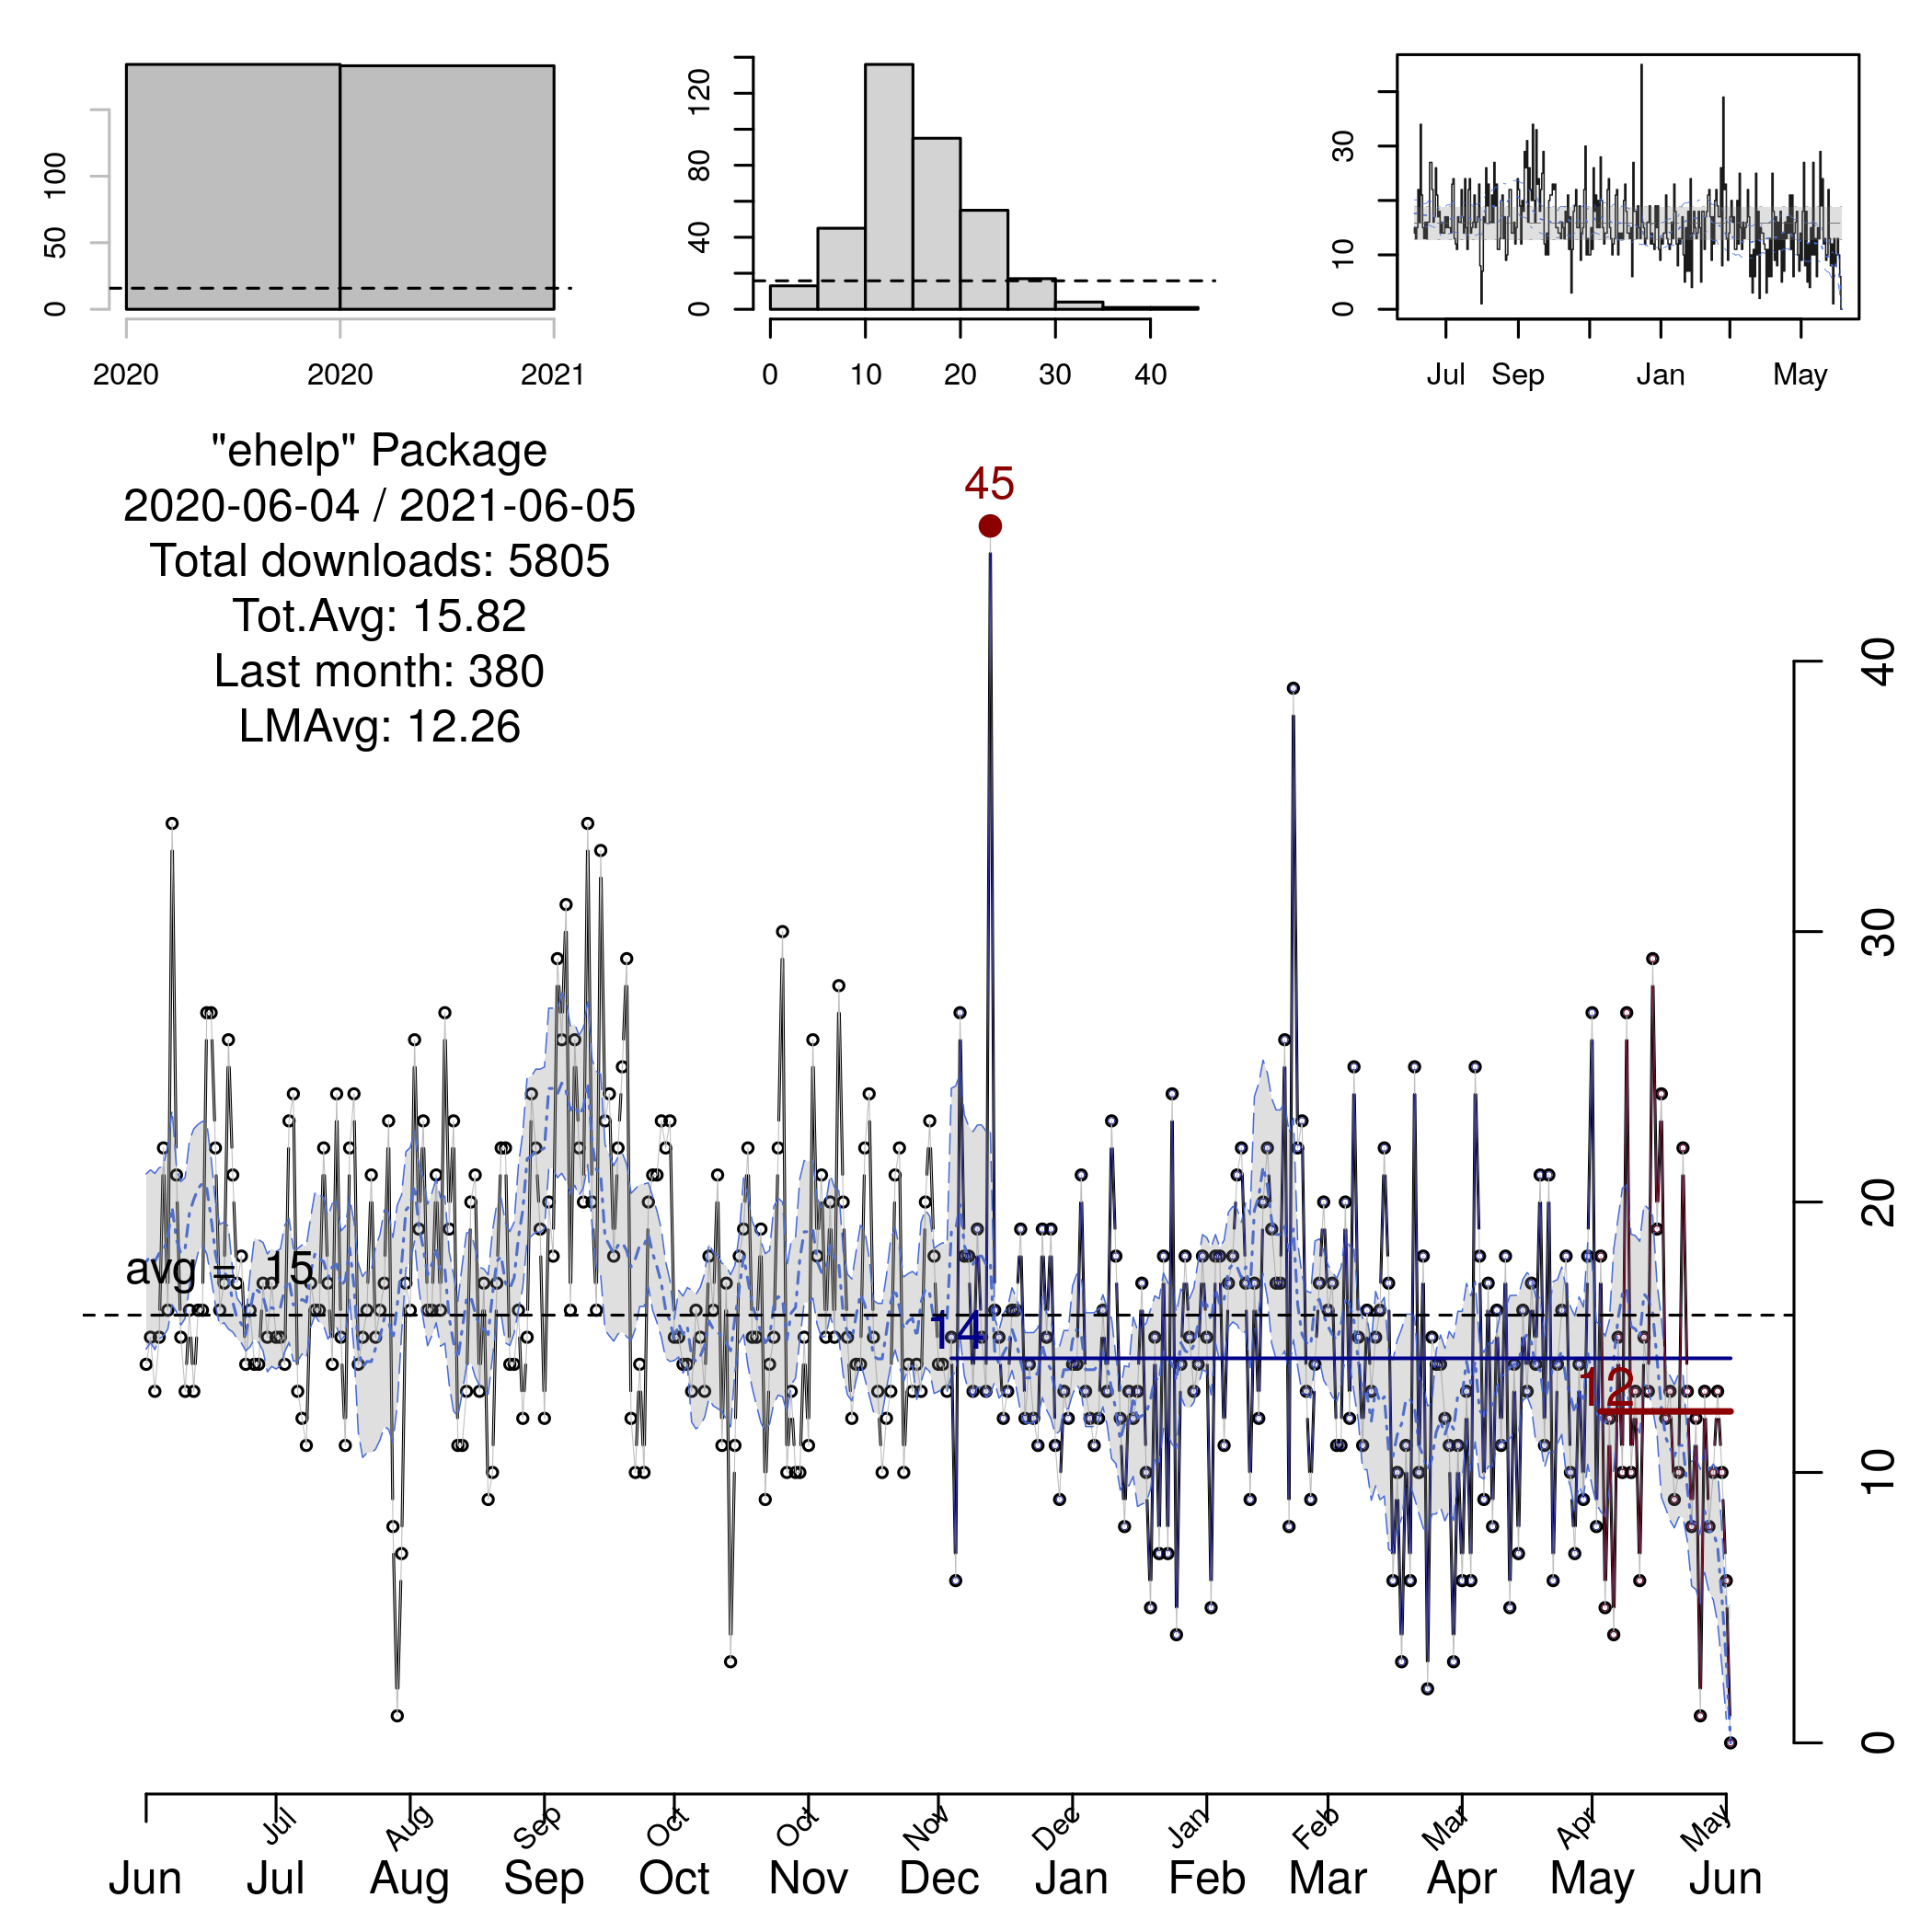 0 50 100
2020 2020 2021
0 40 80 120
0 10 20 30 40
0 10 30
Jul Sep Jan May
"ehelp" Package
2020-06-04 / 2021-06-05
Total downloads: 5805
Tot.Avg: 15.82
Last month: 380
LMAvg: 12.26
45
avg = 15
14
12
0 10 20 30 40
Jul Aug Sep Oct Oct Nov Dec Jan Feb Mar Apr May
Jun Jul Aug Sep Oct Nov Dec Jan Feb Mar Apr May Jun